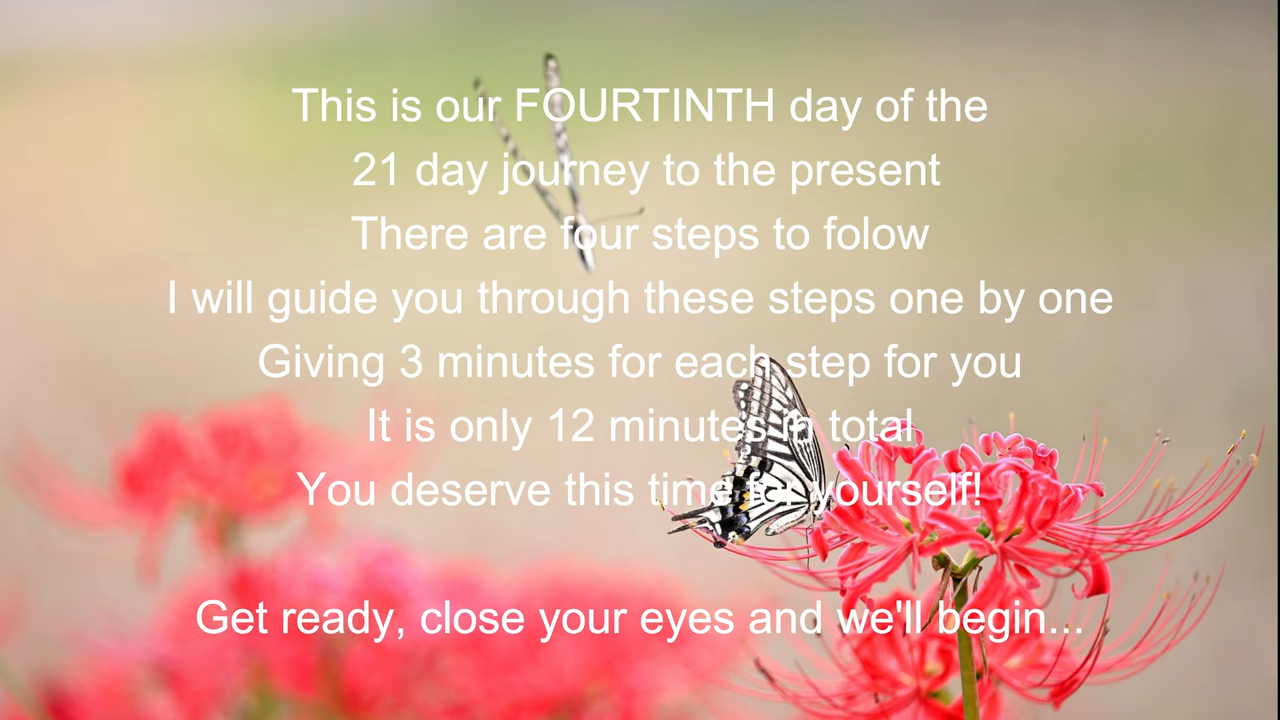 This is our FOURTINTH day of the
21 day journey to the present
There are four steps to folow
I will guide you through these steps one by one
Giving 3 minutes for each step for you
It is only 12 minutes in total
You deserve this time for yourself!
Get ready, close your eyes and we'll begin...